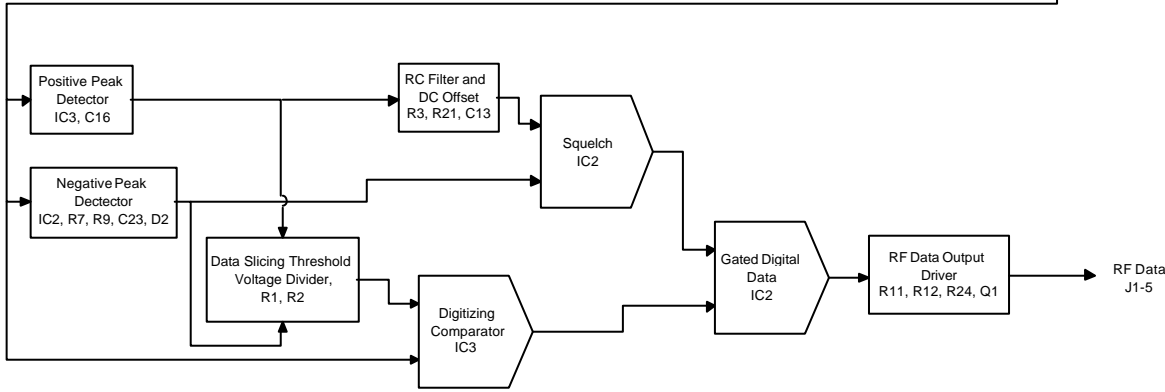 Positive Peak
Detector
IC3, C16
RC Filter and
DC Offset
R3, R21, C13
Squelch
IC2
Negative Peak
Dectector
IC2, R7, R9, C23, D2
Data Slicing Threshold
Voltage Divider,
R1, R2
Digitizing
Comparator
IC3
Gated Digital
Data
IC2
RF Data Output
Driver
R11, R12, R24, Q1
RF Data
J1-5